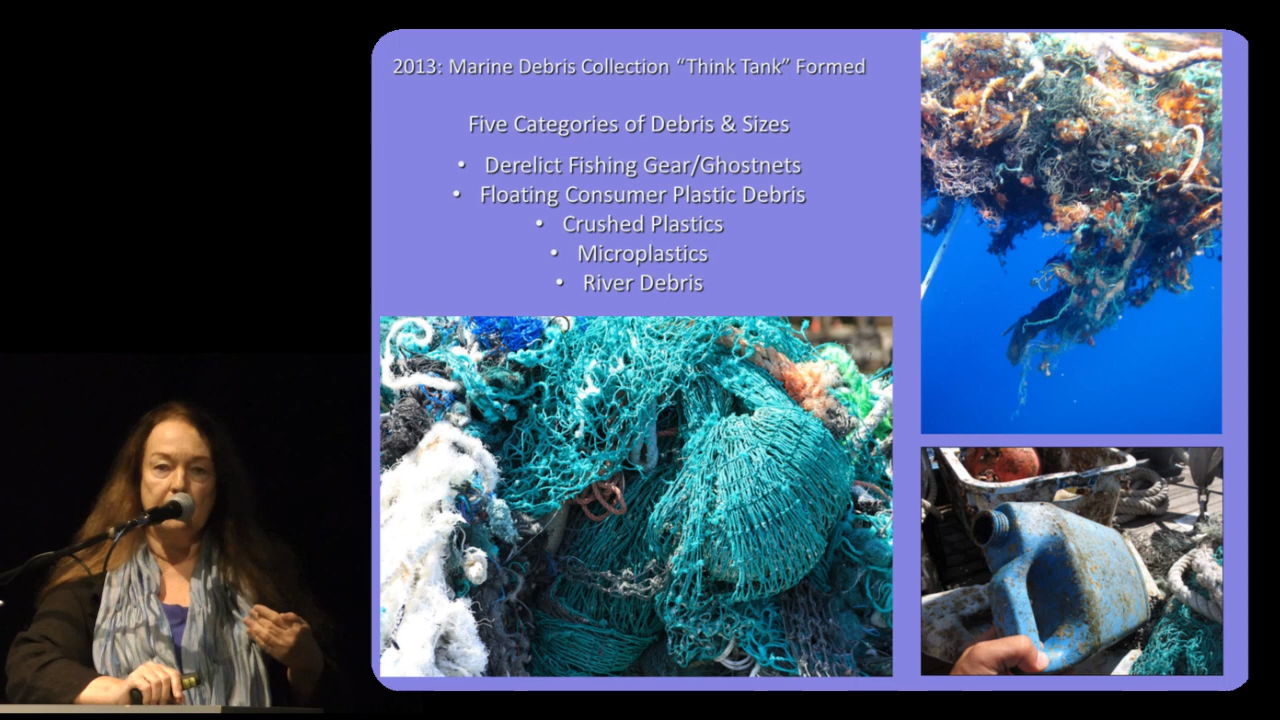 2013: Marine Debris Collection “Think Tank” Formed
Five Categories of Debris & Sizes
• Derelict Fishing Gear/Ghostnets
• Floating Consumer Plastic Debris
• Crushed Plastics
• Microplastics
• River Debris